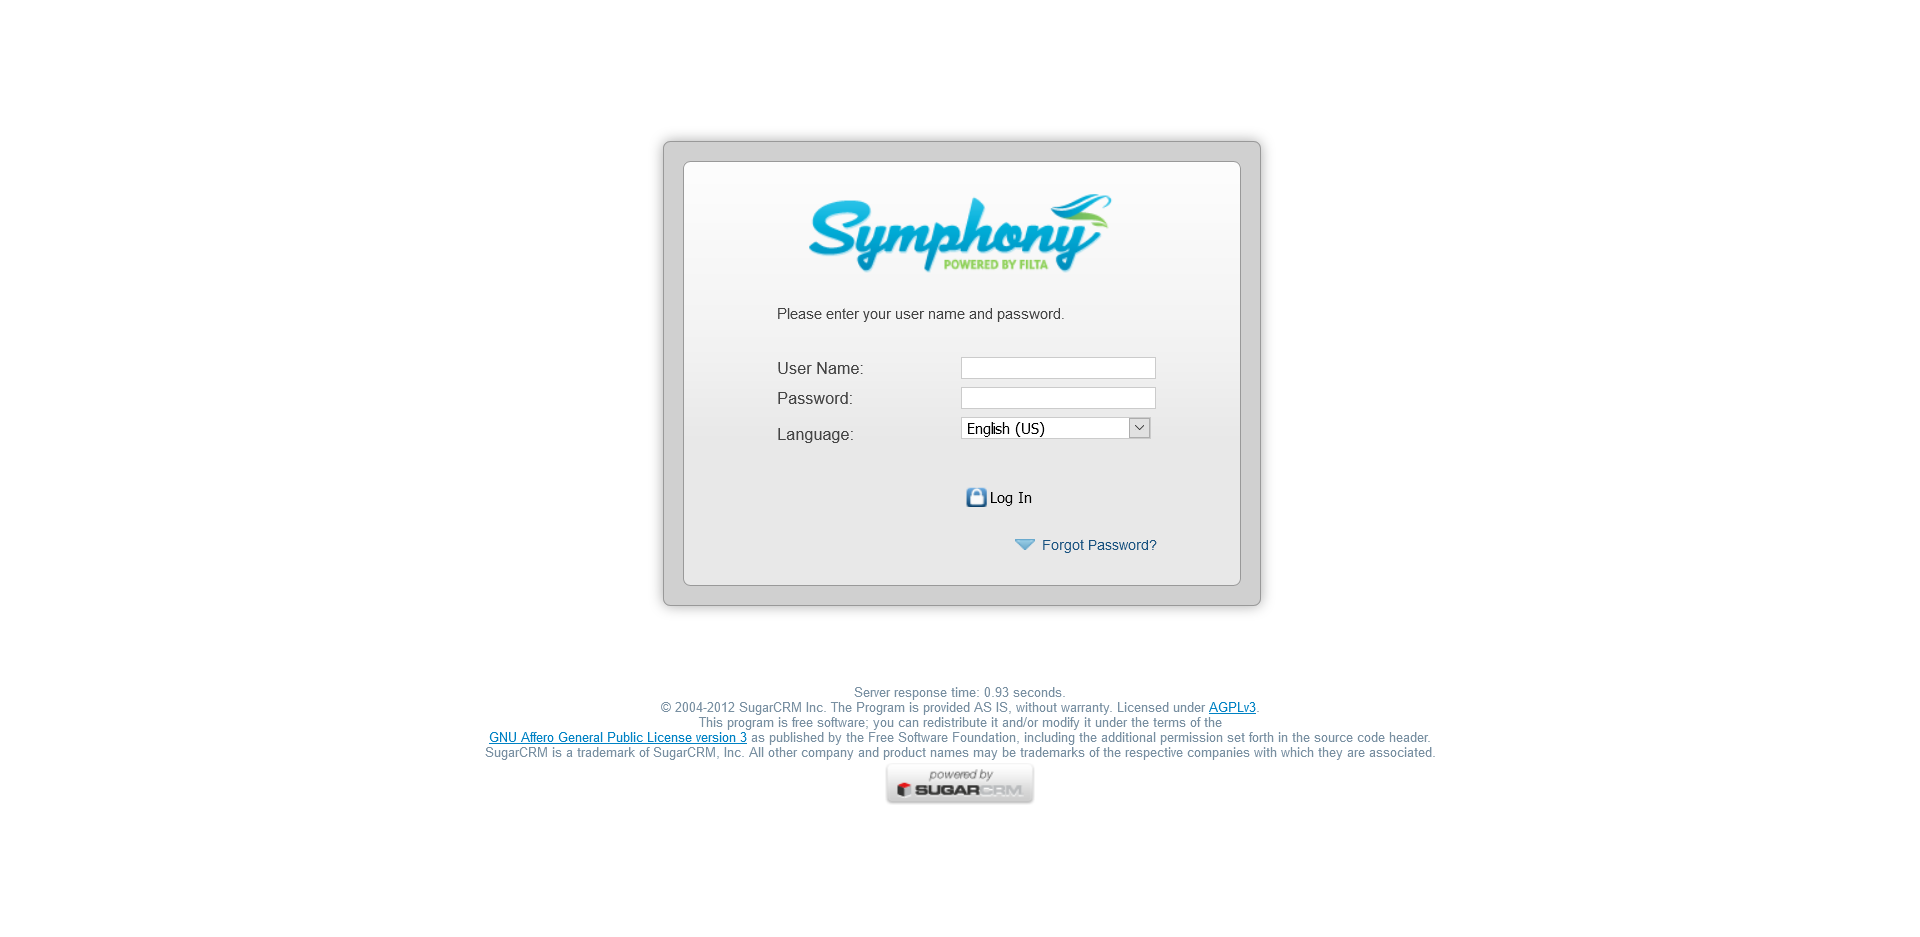 Symphony
POWERED BY FILTA
Please enter your user name and password.
User Name:
Password:
Language:
English (US)
Log In
Forgot Password?
Server response time: 0.93 seconds.
© 2004-2012 SugarCRM Inc. The Program is provided AS IS, without warranty. Licensed under AGPLv3.
This program is free software; you can redistribute it and/or modify it under the terms of the
GNU Affero General Public License version 3 as published by the Free Software Foundation, including the additional permission set forth in the source code header.
SugarCRM is a trademark of SugarCRM, Inc. All other company and product names may be trademarks of the respective companies with which they are associated.
powered by
SUGARCRM